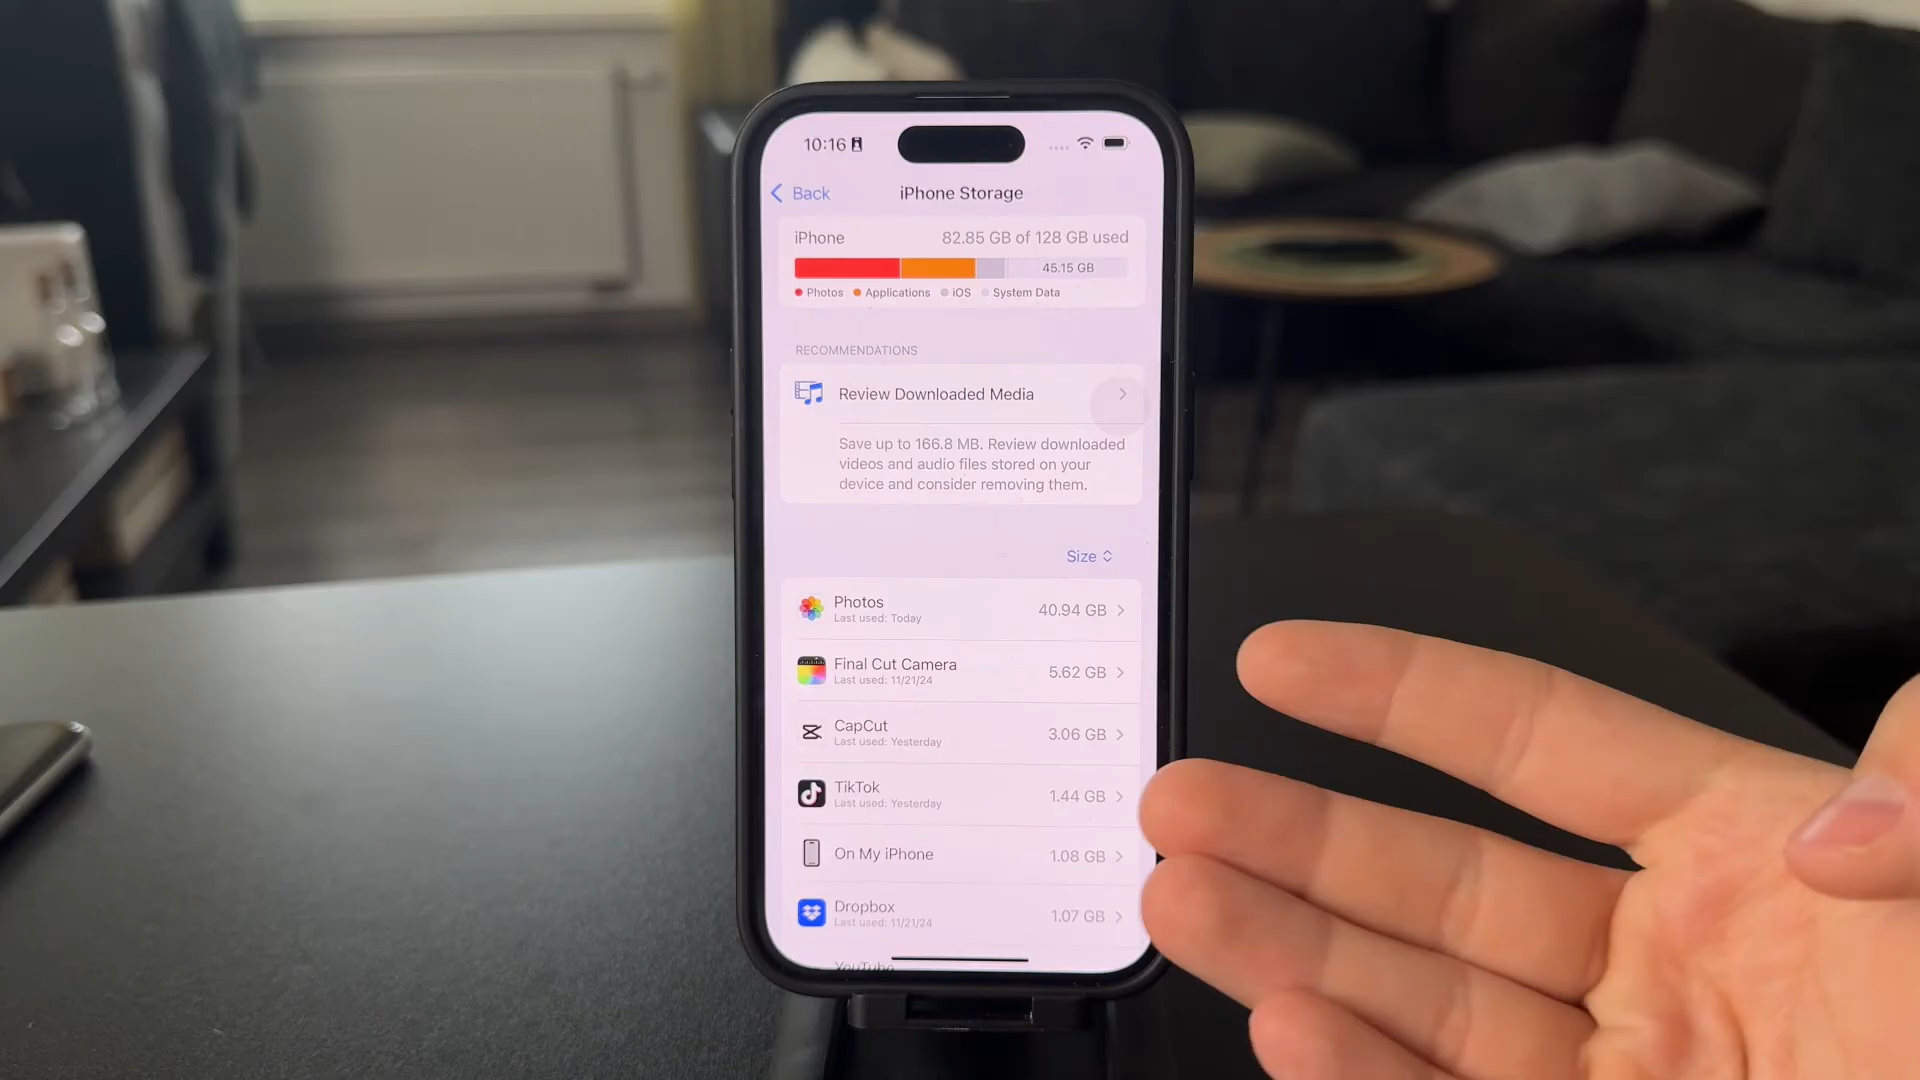 10:16
Back
iPhone Storage
iPhone 82.85 GB of 128 GB used
45.15 GB
Photos Applications iOS System Data
RECOMMENDATIONS
Review Downloaded Media
Save up to 166.8 MB. Review downloaded
videos and audio files stored on your
device and consider removing them.
Size
Photos
Last used: Today
40.94 GB
Final Cut Camera
Last used: 11/21/24
5.62 GB
CapCut
Last used: Yesterday
3.06 GB
TikTok
Last used: Yesterday
1.44 GB
On My iPhone
1.08 GB
Dropbox
Last used: 11/21/24
1.07 GB
YouTube